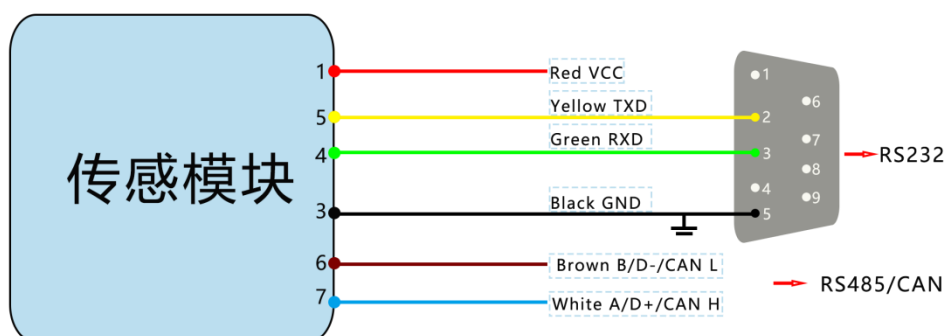 1
Red VCC
1
6
5
Yellow TXD
2
4
Green RXD
3
7
RS232
传感模块
8
4
9
3
Black GND
5
6
Brown B/D-/CAN L
RS485/CAN
7
White A/D+/CAN H